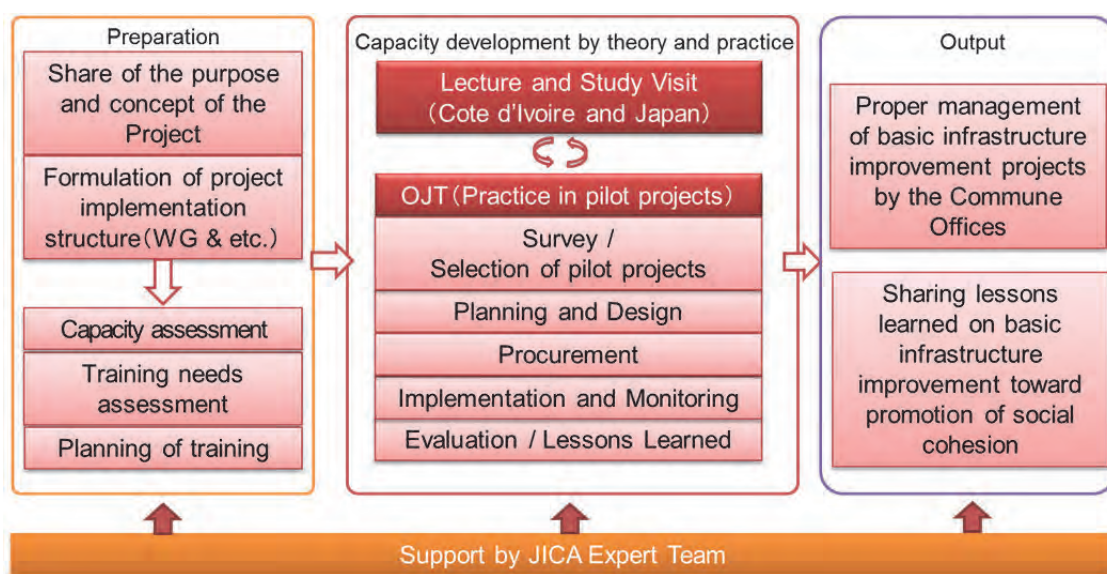 Preparation
Share of the purpose
and concept of the
Project
Formulation of project
implementation
structure(WG & etc.)
Capacity assessment
Training needs
assessment
Planning of training
Capacity development by theory and practice
Lecture and Study Visit
(Cote d'Ivoire and Japan)
OJT(Practice in pilot projects)
Survey /
Selection of pilot projects
Planning and Design
Procurement
Implementation and Monitoring
Evaluation / Lessons Learned
Output
Proper management
of basic infrastructure
improvement projects
by the Commune
Offices
Sharing lessons
learned on basic
infrastructure
improvement toward
promotion of social
cohesion
Support by JICA Expert Team